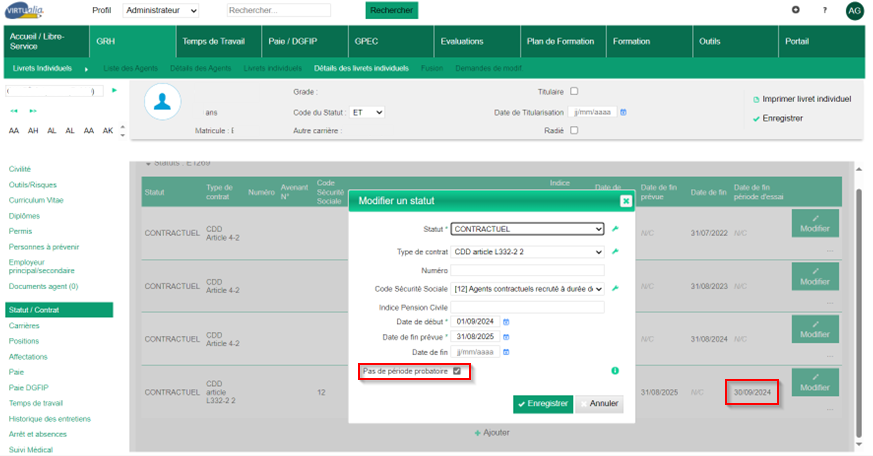 VIRTUalia
Profil Administrateur Rechercher... Rechercher ? AG
Accueil / Libre-Service GRH Temps de Travail Paie / DGFIP GPEC Evaluations Plan de Formation Formation Outils Portail
Livrets Individuels Liste des Agents Détails des Agents Livrets individuels Détails des livrets individuels Fusion Demandes de modif.
Grade : Titulaire
ans Code du Statut : ET Date de Titularisation jj/mm/aaaa
Matricule : Autre carrière : Radié
Imprimer livret individuel
Enregistrer
AA AH AL AL AA AK
Civilité
Outils/Risques
Curriculum Vitae
Diplômes
Permis
Personnes à prévenir
Employeur
principal/secondaire
Documents agent (0)
Statut / Contrat
Carrières
Positions
Affectations
Paie
Paie DGFIP
Temps de travail
Historique des entretiens
Arrêt et absences
Suivi Médical
Statuts : E1269
Statut Type de contrat Numéro Avenant N° Code Sécurité Sociale Indice Date de Date de fin prévue Date de fin Date de fin période d'essai
CONTRACTUEL CDD Article 4-2 N/C 31/07/2022 N/C Modifier
...
CONTRACTUEL CDD Article 4-2 N/C 31/08/2023 N/C Modifier
...
CONTRACTUEL CDD Article 4-2 N/C 31/08/2024 N/C Modifier
...
CONTRACTUEL CDD article L332-2 2 12 31/08/2025 N/C 30/09/2024 Modifier
...
Ajouter
Modifier un statut
Statut * CONTRACTUEL
Type de contrat CDD article L332-2 2
Numéro
Code Sécurité Sociale [12] Agents contractuels recruté à durée dé
Indice Pension Civile
Date de début * 01/09/2024
Date de fin prévue * 31/08/2025
Date de fin jj/mm/aaaa
Pas de période probatoire
Enregistrer Annuler